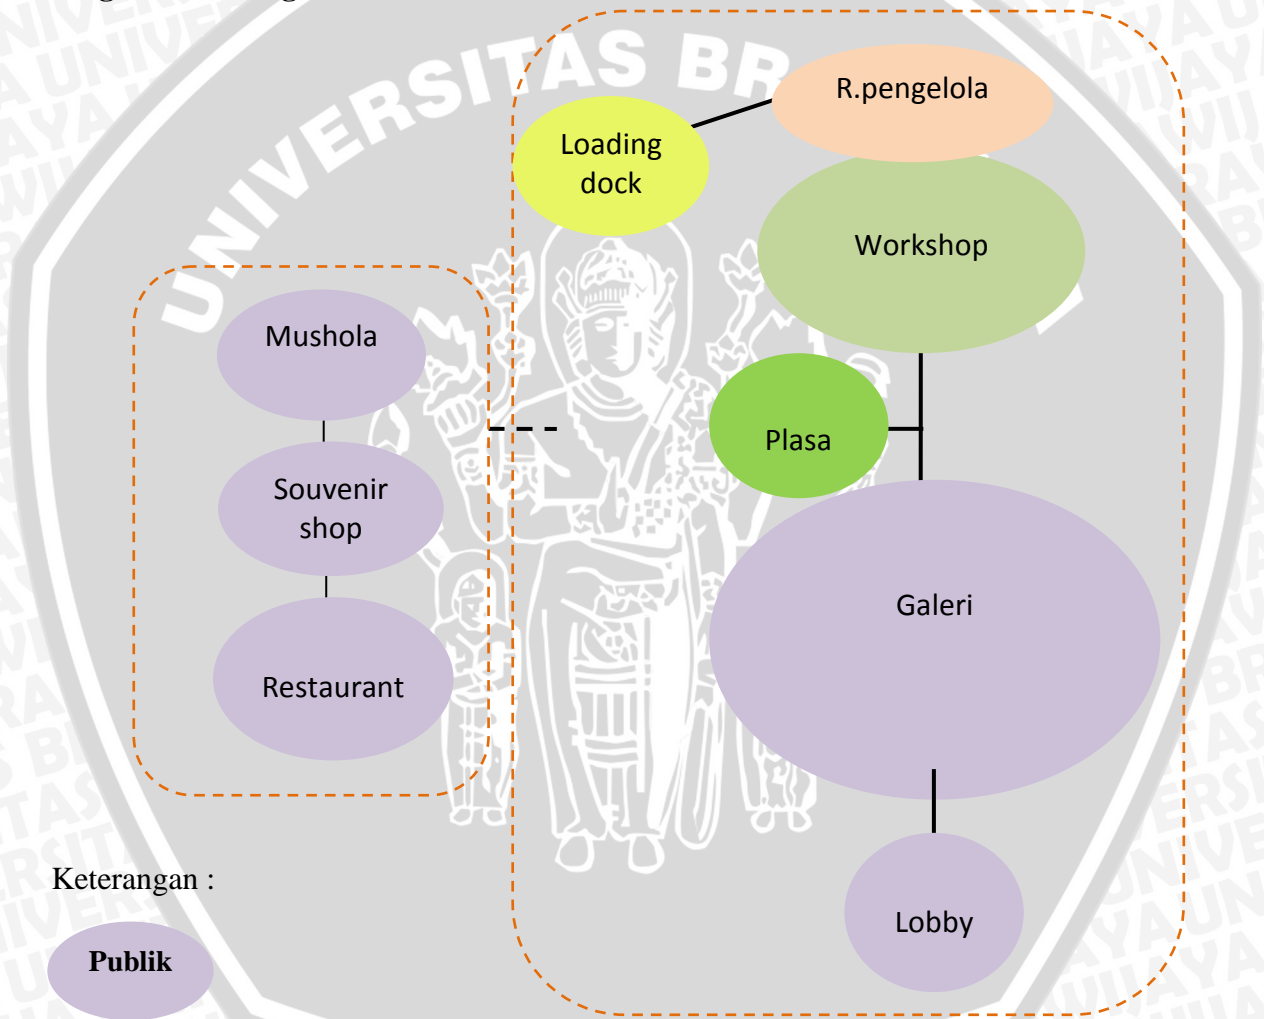 UNIVERSITAS BR
R.pengelola
Loading
dock
Workshop
Mushola
Plasa
Souvenir
shop
Galeri
Restaurant
Lobby
Keterangan :
Publik